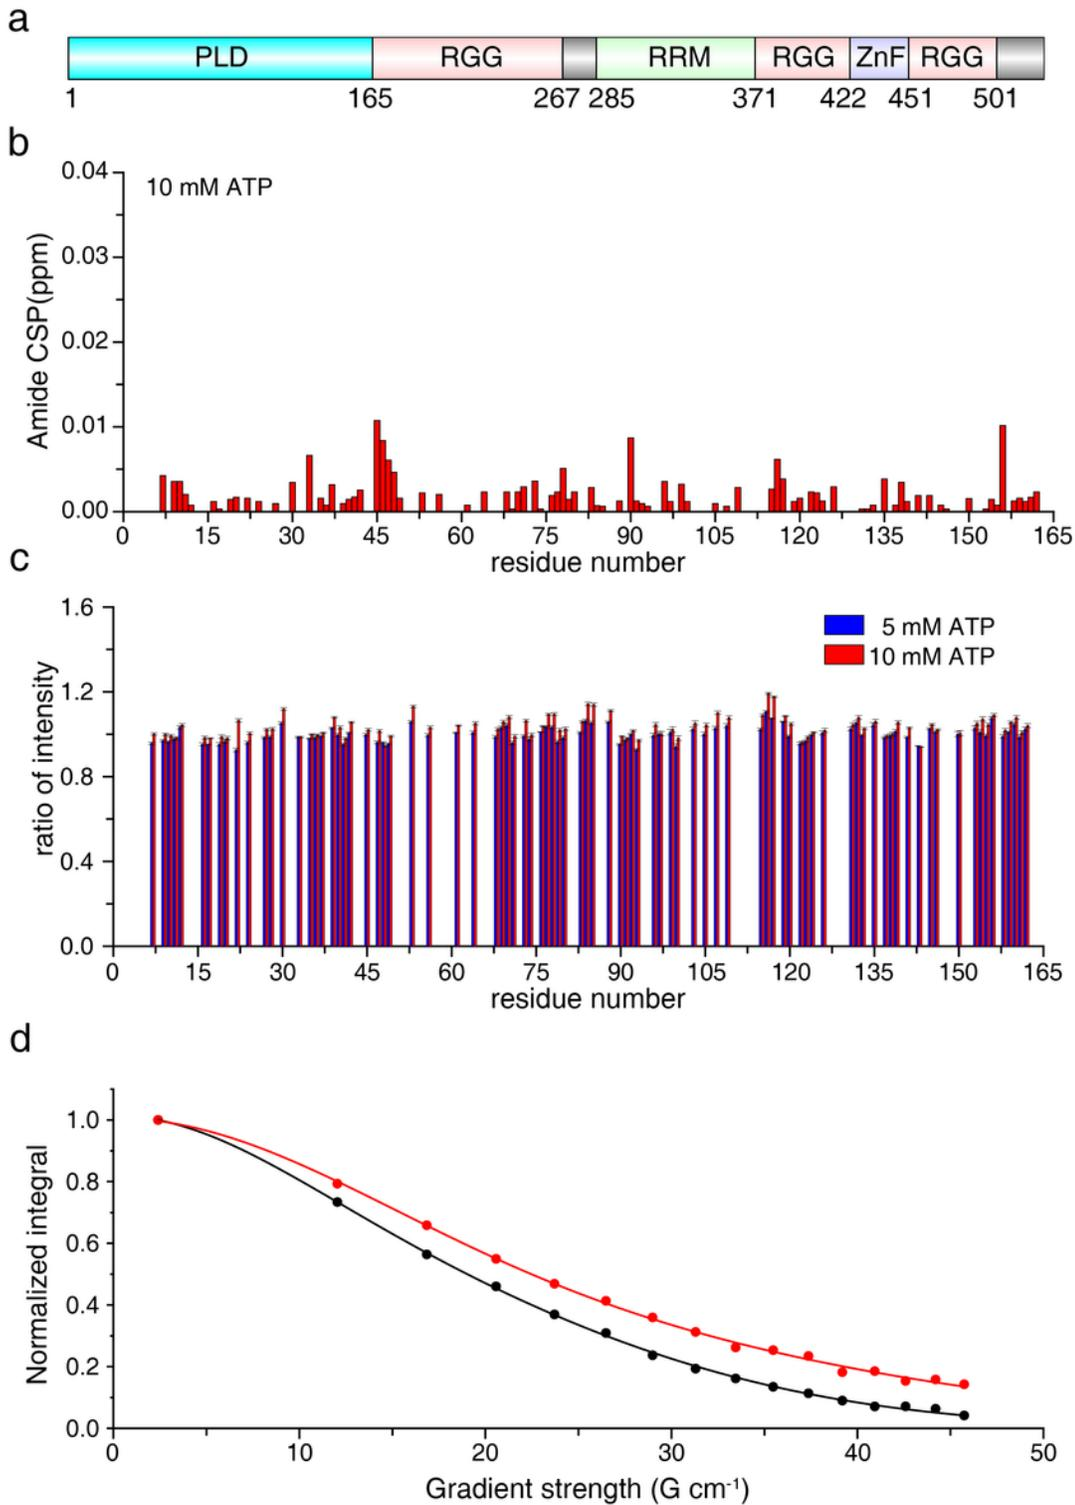 a
PLD RGG RRM RGG ZnF RGG
1 165 267 285 371 422 451 501
b
10 mM ATP
Amide CSP(ppm)
0.04
0.03
0.02
0.01
0.00
0 15 30 45 60 75 90 105 120 135 150 165
residue number
c
5 mM ATP
10 mM ATP
ratio of intensity
1.6
1.2
0.8
0.4
0.0
0 15 30 45 60 75 90 105 120 135 150 165
residue number
d
Normalized integral
1.0
0.8
0.6
0.4
0.2
0.0
0 10 20 30 40 50
Gradient strength (G cm⁻¹)